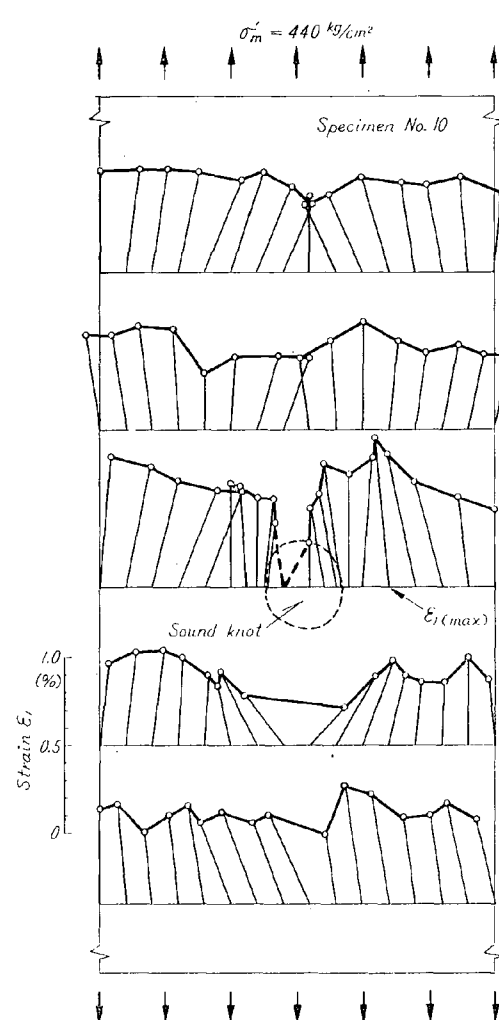 σ'm = 440 kg/cm²
Specimen No. 10
ε₁(max)
Sound knot
1.0
(%)
0.5
0
Strain ε₁